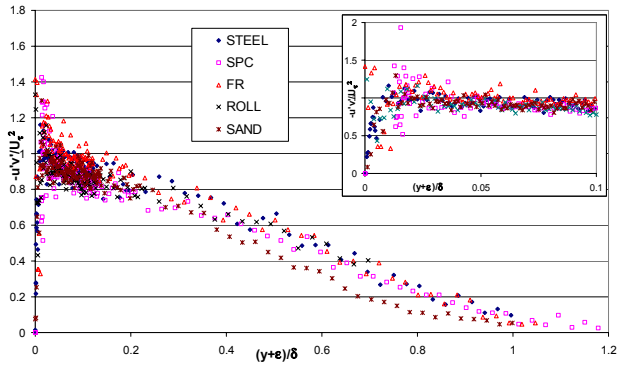 1.8
1.6
1.4
1.2
1
0.8
0.6
0.4
0.2
0
-u'v'/Uτ²
0 0.2 0.4 0.6 0.8 1 1.2
(y+ε)/δ
STEEL
SPC
FR
ROLL
SAND
2
1.5
1
0.5
0
-u'v'/Uτ²
0 0.05 0.1
(y+ε)/δ